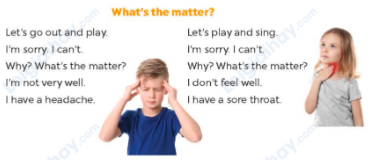 What's the matter?
Let's go out and play.
I'm sorry. I can't.
Why? What's the matter?
I'm not very well.
I have a headache.
Let's play and sing.
I'm sorry. I can't.
Why? What's the matter?
I don't feel well.
I have a sore throat.